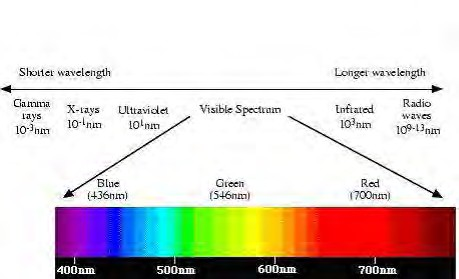 Shorter wavelength Longer wavelength
Gamma rays 10-3nm
X-rays 10-1nm
Ultraviolet 101nm
Visible Spectrum
Infrared 103nm
Radio waves 109-13nm
Blue (436nm)
Green (546nm)
Red (700nm)
400nm 500nm 600nm 700nm